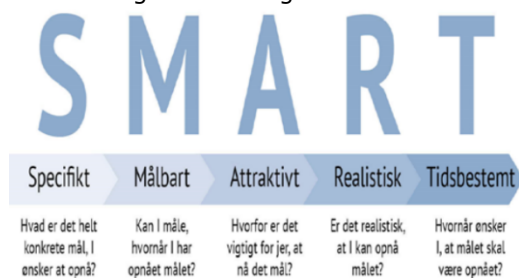 SMART
Specifikt Målbart Attraktivt Realistisk Tidsbestemt
Hvad er det helt
konkrete mål, I
ønsker at opnå?
Kan I måle,
hvornår I har
opnået målet?
Hvorfor er det
vigtigt for jer, at
nå det mål?
Er det realistisk,
at I kan opnå
målet?
Hvornår ønsker
I, at målet skal
være opnået?